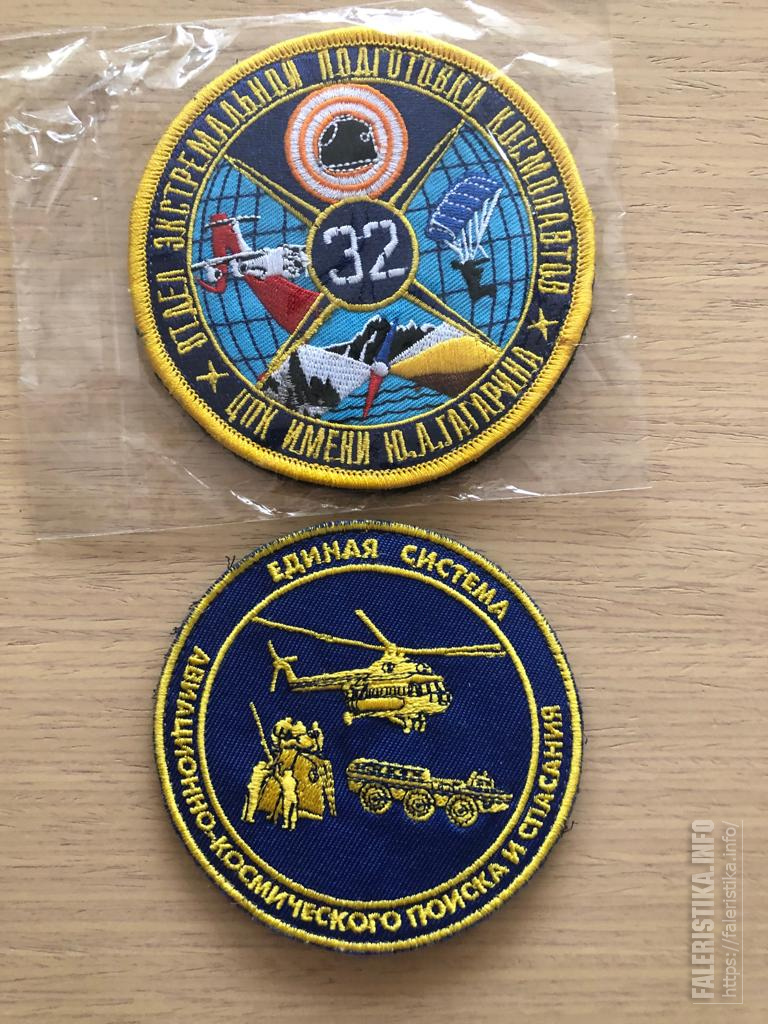 ОТДЕЛ ЭКСТРЕМАЛЬНОЙ ПОДГОТОВКИ КОСМОНАВТОВ
32
ЦПК ИМЕНИ Ю.А.ГАГАРИНА
ЕДИНАЯ СИСТЕМА
АВИАЦИОННО-КОСМИЧЕСКОГО ПОИСКА И СПАСАНИЯ
FALERISTIKA.INFO
https://faleristika.info/